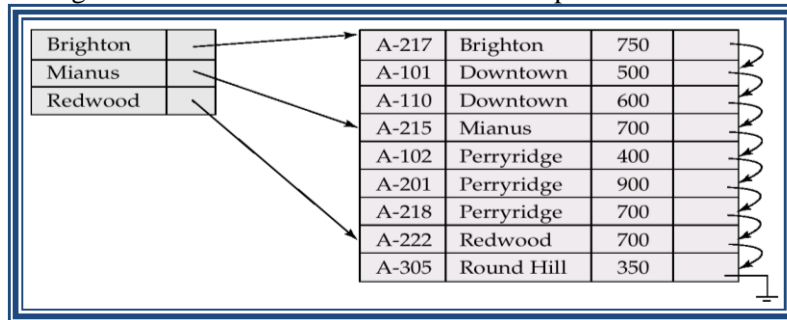 Brighton
Mianus
Redwood
A-217 Brighton 750
A-101 Downtown 500
A-110 Downtown 600
A-215 Mianus 700
A-102 Perryridge 400
A-201 Perryridge 900
A-218 Perryridge 700
A-222 Redwood 700
A-305 Round Hill 350